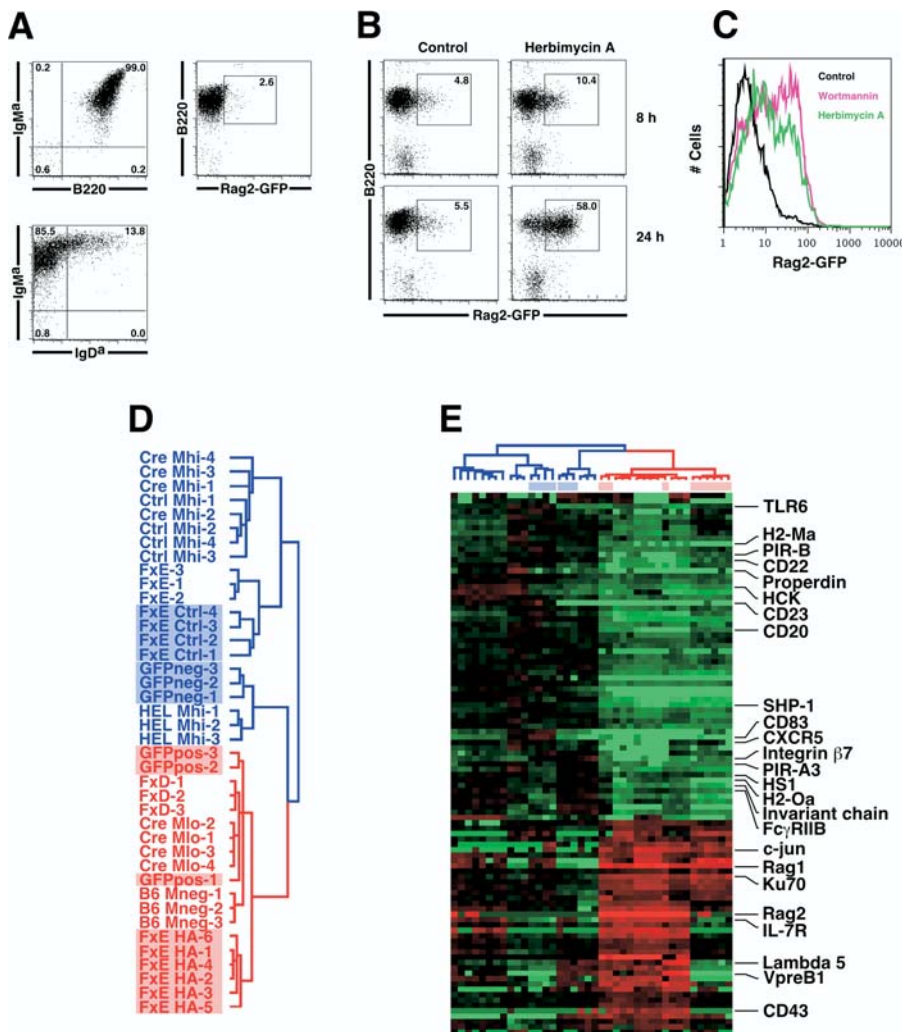 A
0.2
99.0
IgMa
0.6
0.2
B220
2.6
B220
Rag2-GFP
85.5
13.8
IgMa
0.8
0.0
IgDa
B
Control
Herbimycin A
4.8
10.4
8 h
B220
5.5
58.0
24 h
Rag2-GFP
C
Control
Wortmannin
Herbimycin A
# Cells
1
10
100
1000
10000
Rag2-GFP
D
Cre Mhi-4
Cre Mhi-3
Cre Mhi-1
Ctrl Mhi-1
Cre Mhi-2
Ctrl Mhi-2
Ctrl Mhi-4
Ctrl Mhi-3
FxE-3
FxE-1
FxE-2
FxE Ctrl-4
FxE Ctrl-3
FxE Ctrl-2
FxE Ctrl-1
GFPneg-3
GFPneg-2
GFPneg-1
HEL Mhi-1
HEL Mhi-2
HEL Mhi-3
GFPpos-3
GFPpos-2
FxD-1
FxD-2
FxD-3
Cre Mlo-2
Cre Mlo-1
Cre Mlo-3
Cre Mlo-4
GFPpos-1
B6 Mneg-1
B6 Mneg-2
B6 Mneg-3
FxE HA-6
FxE HA-1
FxE HA-4
FxE HA-2
FxE HA-3
FxE HA-5
E
TLR6
H2-Ma
PIR-B
CD22
Properdin
HCK
CD23
CD20
SHP-1
CD83
CXCR5
Integrin β7
PIR-A3
HS1
H2-Oa
Invariant chain
FcγRIIB
c-jun
Rag1
Ku70
Rag2
IL-7R
Lambda 5
VpreB1
CD43